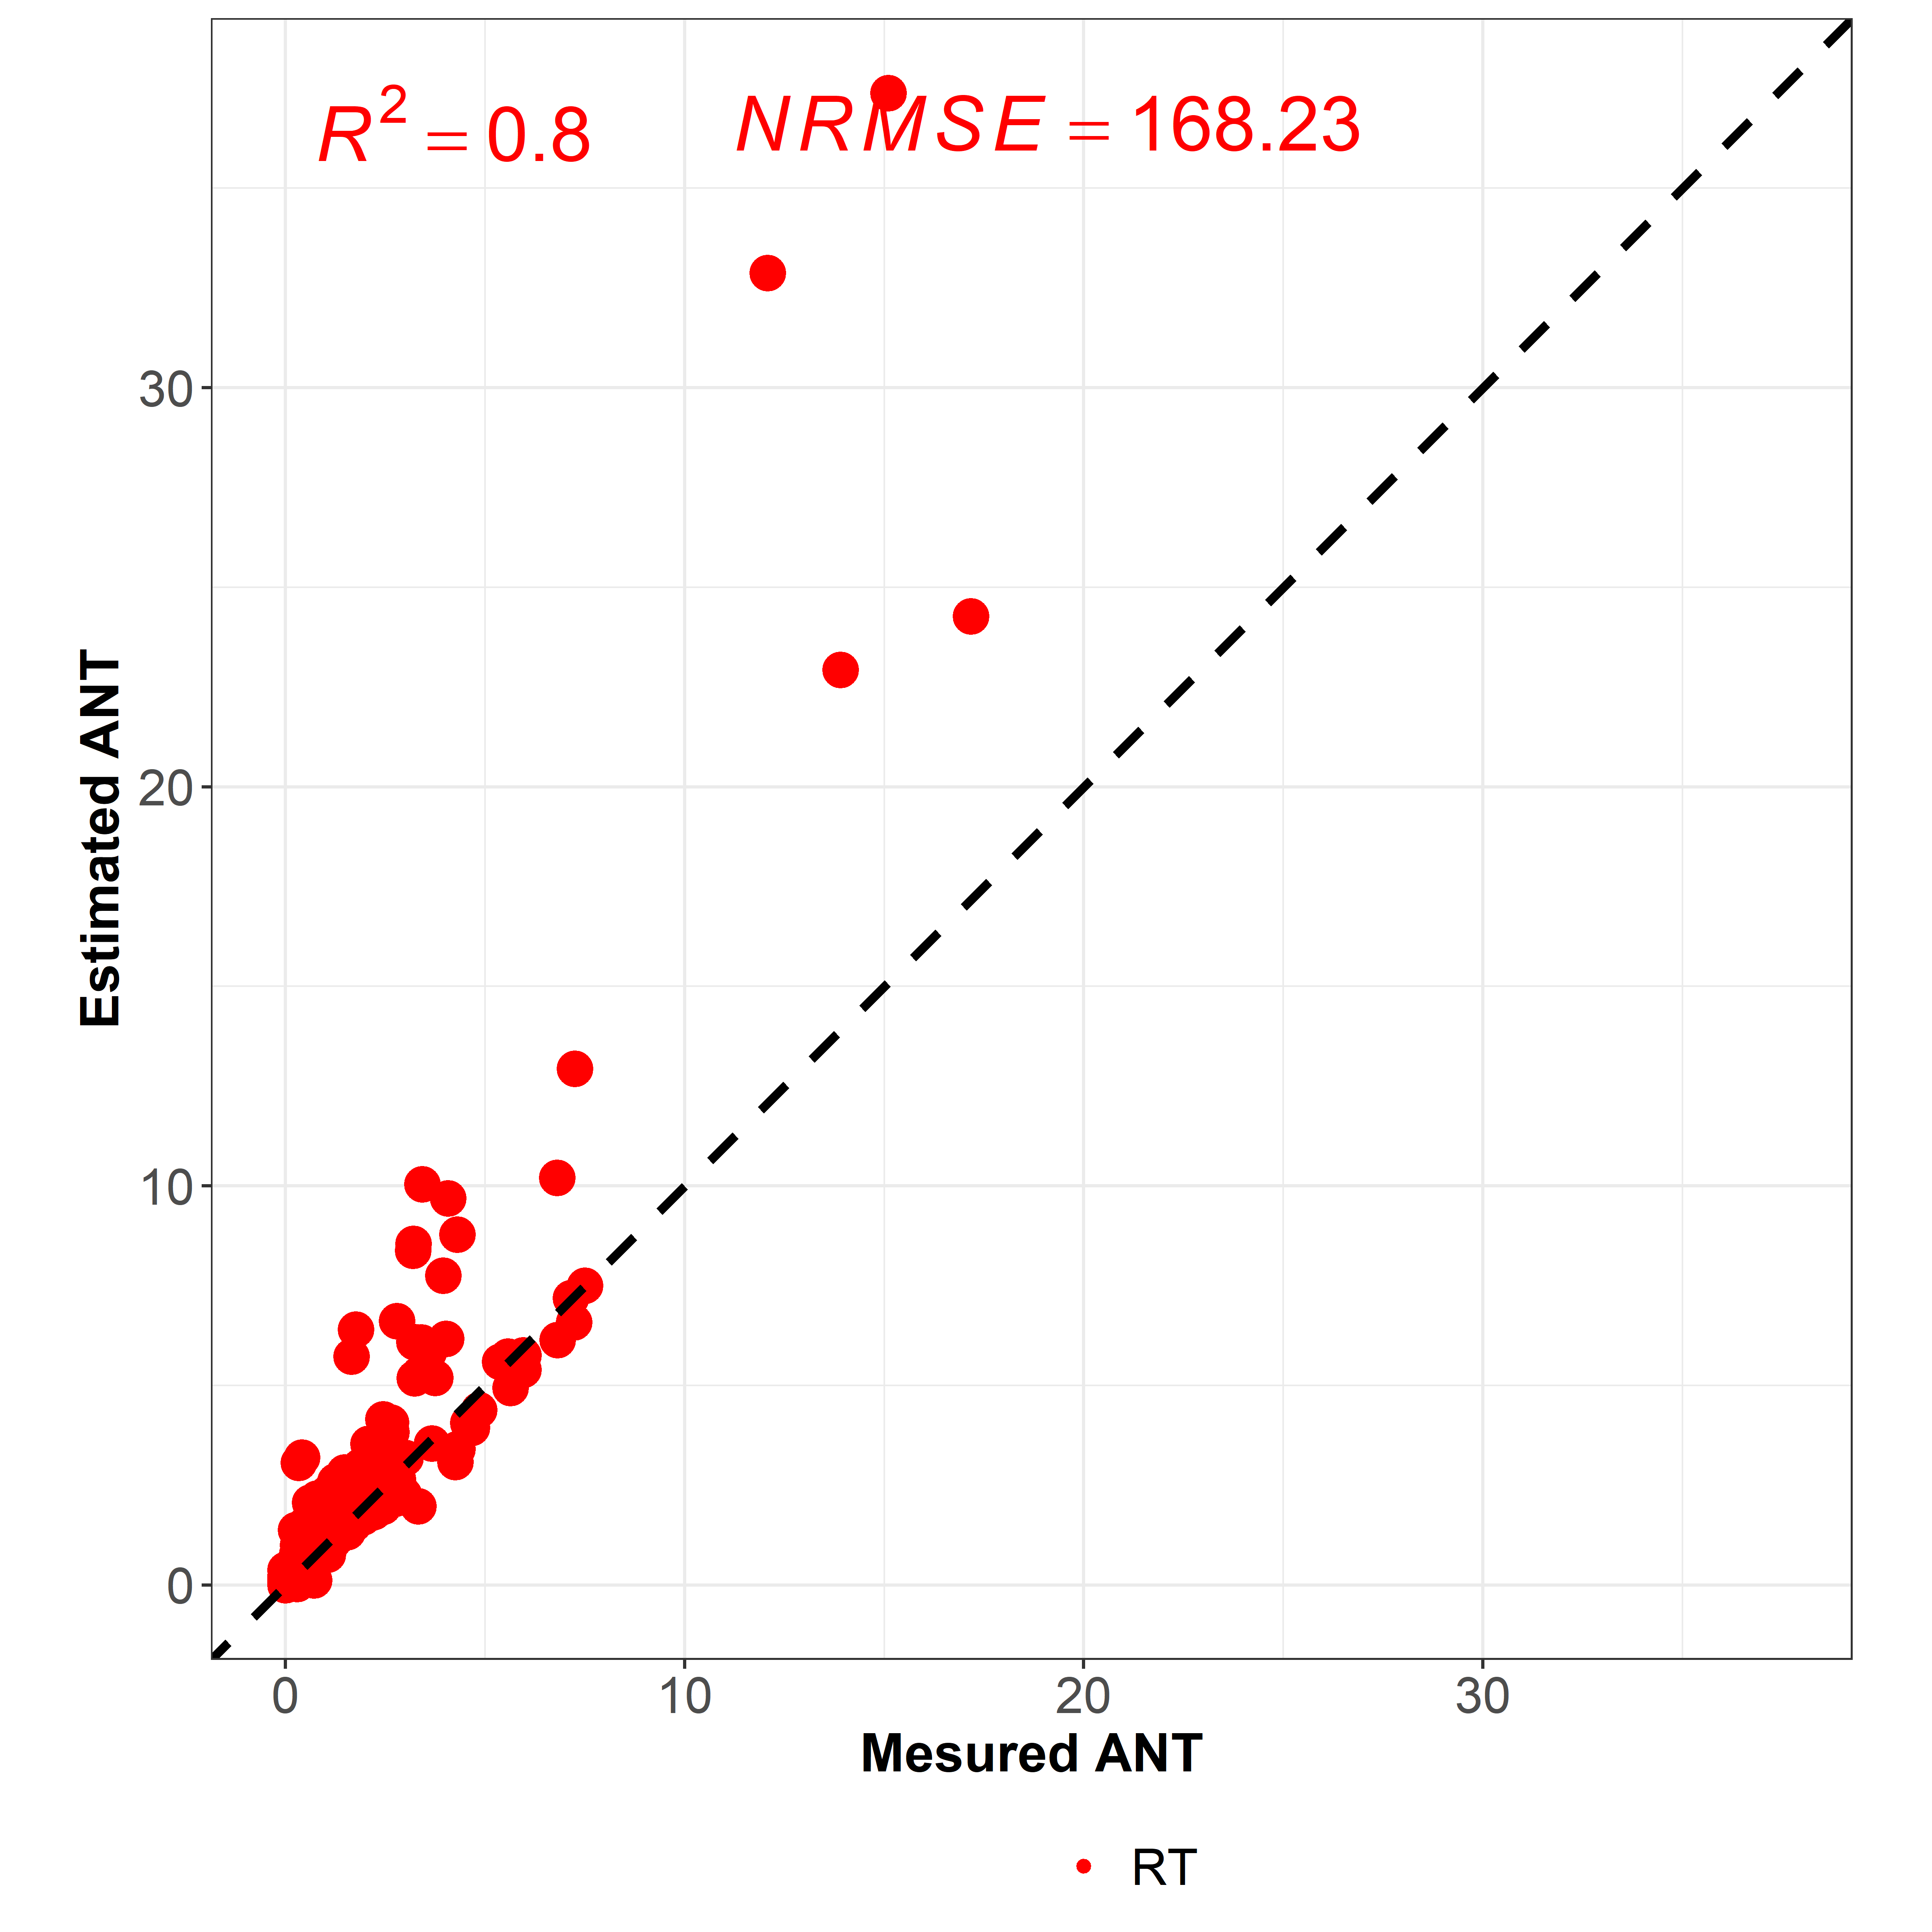 R² = 0.8
NRMSE = 168.23
30
20
10
0
Estimated ANT
0 10 20 30
Mesured ANT
RT